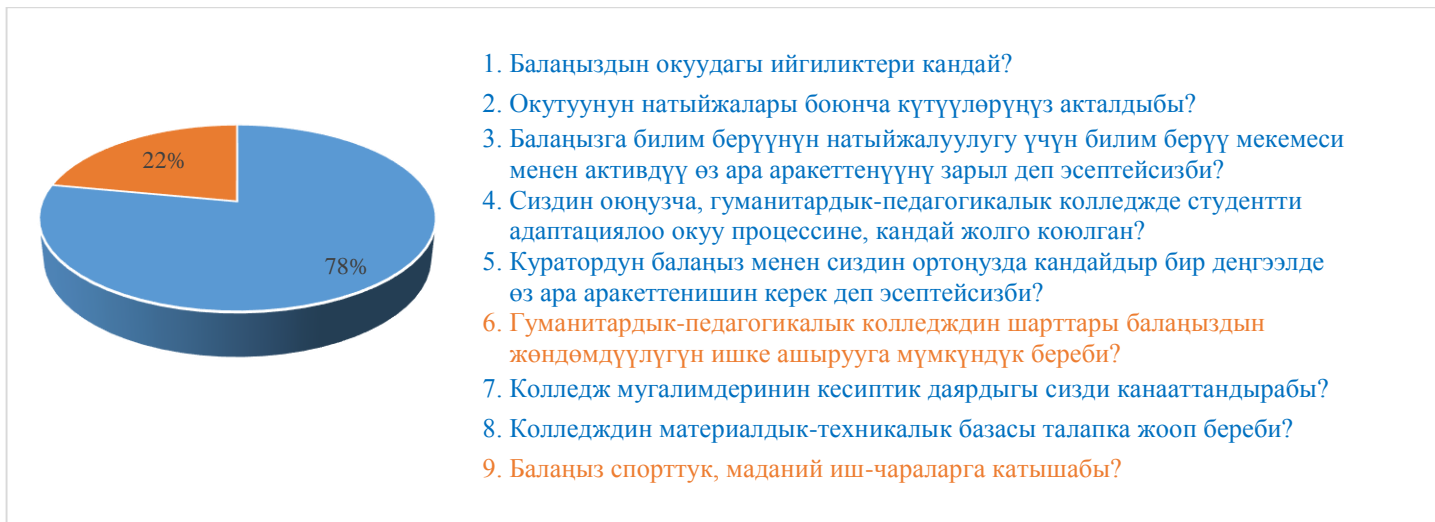 1. Балаңыздын окуудагы ийгиликтери кандай?
2. Окутуунун натыйжалары боюнча күтүүлөрүңүз акталдыбы?
3. Балаңызга билим берүүнүн натыйжалуулугу үчүн билим берүү мекемеси
менен активдүү өз ара аракеттенүүнү зарыл деп эсептейсизби?
22%
4. Сиздин оюңузча, гуманитардык-педагогикалык колледжде студентти
адаптациялоо окуу процессине, кандай жолго коюлган?
78%
5. Куратордун балаңыз менен сиздин ортоңузда кандайдыр бир деңгээлде
өз ара аракеттенишин керек деп эсептейсизби?
6. Гуманитардык-педагогикалык колледждин шарттары балаңыздын
жөндөмдүүлүгүн ишке ашырууга мүмкүндүк береби?
7. Колледж мугалимдеринин кесиптик даярдыгы сизди канааттандырабы?
8. Колледждин материалдык-техникалык базасы талапка жооп береби?
9. Балаңыз спорттук, маданий иш-чараларга катышабы?